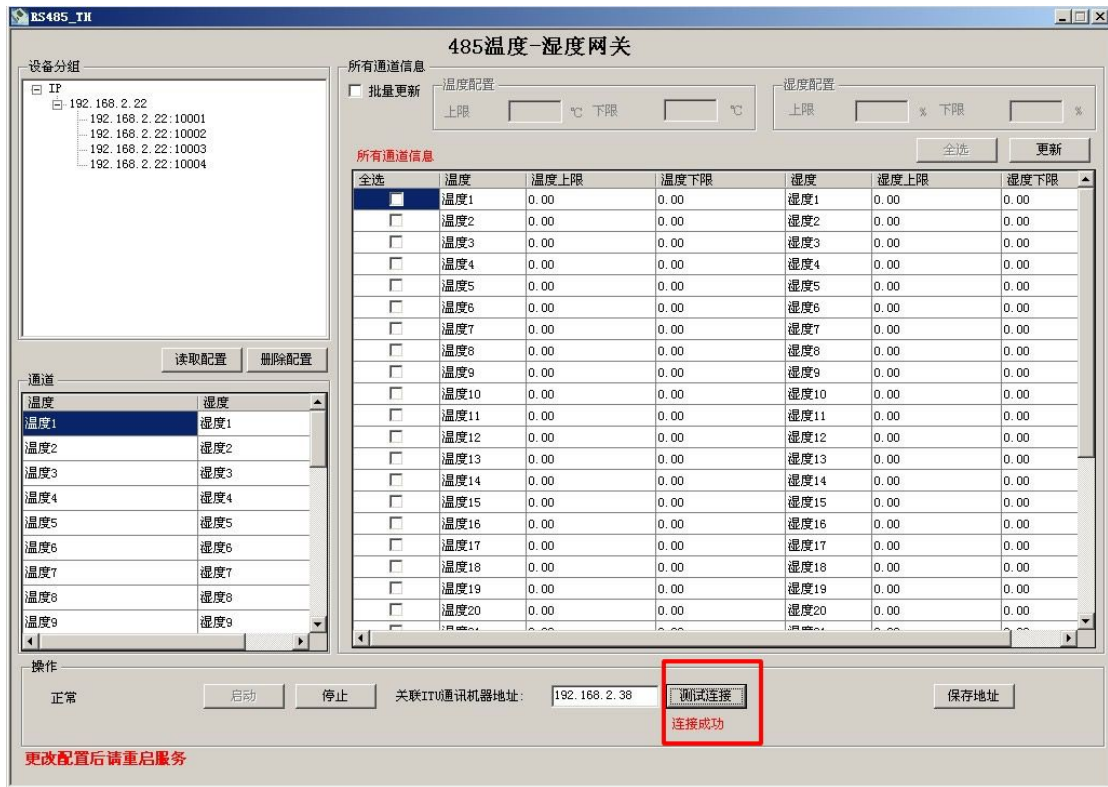 RS485_TH
485温度-湿度网关
设备分组
IP
192.168.2.22
192.168.2.22:10001
192.168.2.22:10002
192.168.2.22:10003
192.168.2.22:10004
读取配置 删除配置
通道
温度 湿度
温度1 湿度1
温度2 湿度2
温度3 湿度3
温度4 湿度4
温度5 湿度5
温度6 湿度6
温度7 湿度7
温度8 湿度8
温度9 湿度9
所有通道信息
批量更新
温度配置
上限 ℃ 下限 ℃
湿度配置
上限 % 下限 %
所有通道信息
全选 更新
全选 温度 温度上限 温度下限 湿度 湿度上限 湿度下限
温度1 0.00 0.00 湿度1 0.00 0.00
温度2 0.00 0.00 湿度2 0.00 0.00
温度3 0.00 0.00 湿度3 0.00 0.00
温度4 0.00 0.00 湿度4 0.00 0.00
温度5 0.00 0.00 湿度5 0.00 0.00
温度6 0.00 0.00 湿度6 0.00 0.00
温度7 0.00 0.00 湿度7 0.00 0.00
温度8 0.00 0.00 湿度8 0.00 0.00
温度9 0.00 0.00 湿度9 0.00 0.00
温度10 0.00 0.00 湿度10 0.00 0.00
温度11 0.00 0.00 湿度11 0.00 0.00
温度12 0.00 0.00 湿度12 0.00 0.00
温度13 0.00 0.00 湿度13 0.00 0.00
温度14 0.00 0.00 湿度14 0.00 0.00
温度15 0.00 0.00 湿度15 0.00 0.00
温度16 0.00 0.00 湿度16 0.00 0.00
温度17 0.00 0.00 湿度17 0.00 0.00
温度18 0.00 0.00 湿度18 0.00 0.00
温度19 0.00 0.00 湿度19 0.00 0.00
温度20 0.00 0.00 湿度20 0.00 0.00
操作
正常 启动 停止 关联ITU通讯机器地址: 192.168.2.38 测试连接 保存地址
连接成功
更改配置后请重启服务